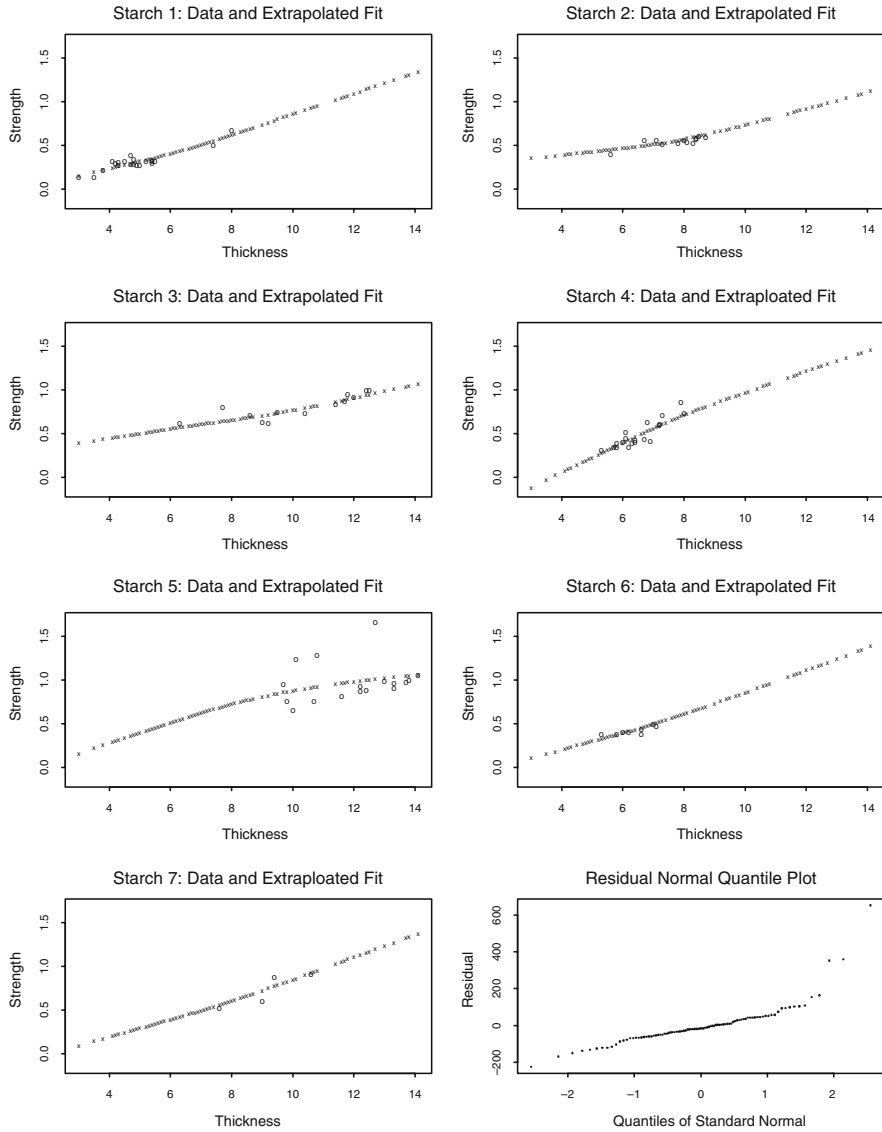 Starch 1: Data and Extrapolated Fit
Strength
0.0 0.5 1.0 1.5
4 6 8 10 12 14
Thickness
Starch 2: Data and Extrapolated Fit
Strength
0.0 0.5 1.0 1.5
4 6 8 10 12 14
Thickness
Starch 3: Data and Extrapolated Fit
Strength
0.0 0.5 1.0 1.5
4 6 8 10 12 14
Thickness
Starch 4: Data and Extraploated Fit
Strength
0.0 0.5 1.0 1.5
4 6 8 10 12 14
Thickness
Starch 5: Data and Extrapolated Fit
Strength
0.0 0.5 1.0 1.5
4 6 8 10 12 14
Thickness
Starch 6: Data and Extrapolated Fit
Strength
0.0 0.5 1.0 1.5
4 6 8 10 12 14
Thickness
Starch 7: Data and Extraploated Fit
Strength
0.0 0.5 1.0 1.5
4 6 8 10 12 14
Thickness
Residual Normal Quantile Plot
Residual
−200 0 200 400 600
−2 −1 0 1 2
Quantiles of Standard Normal